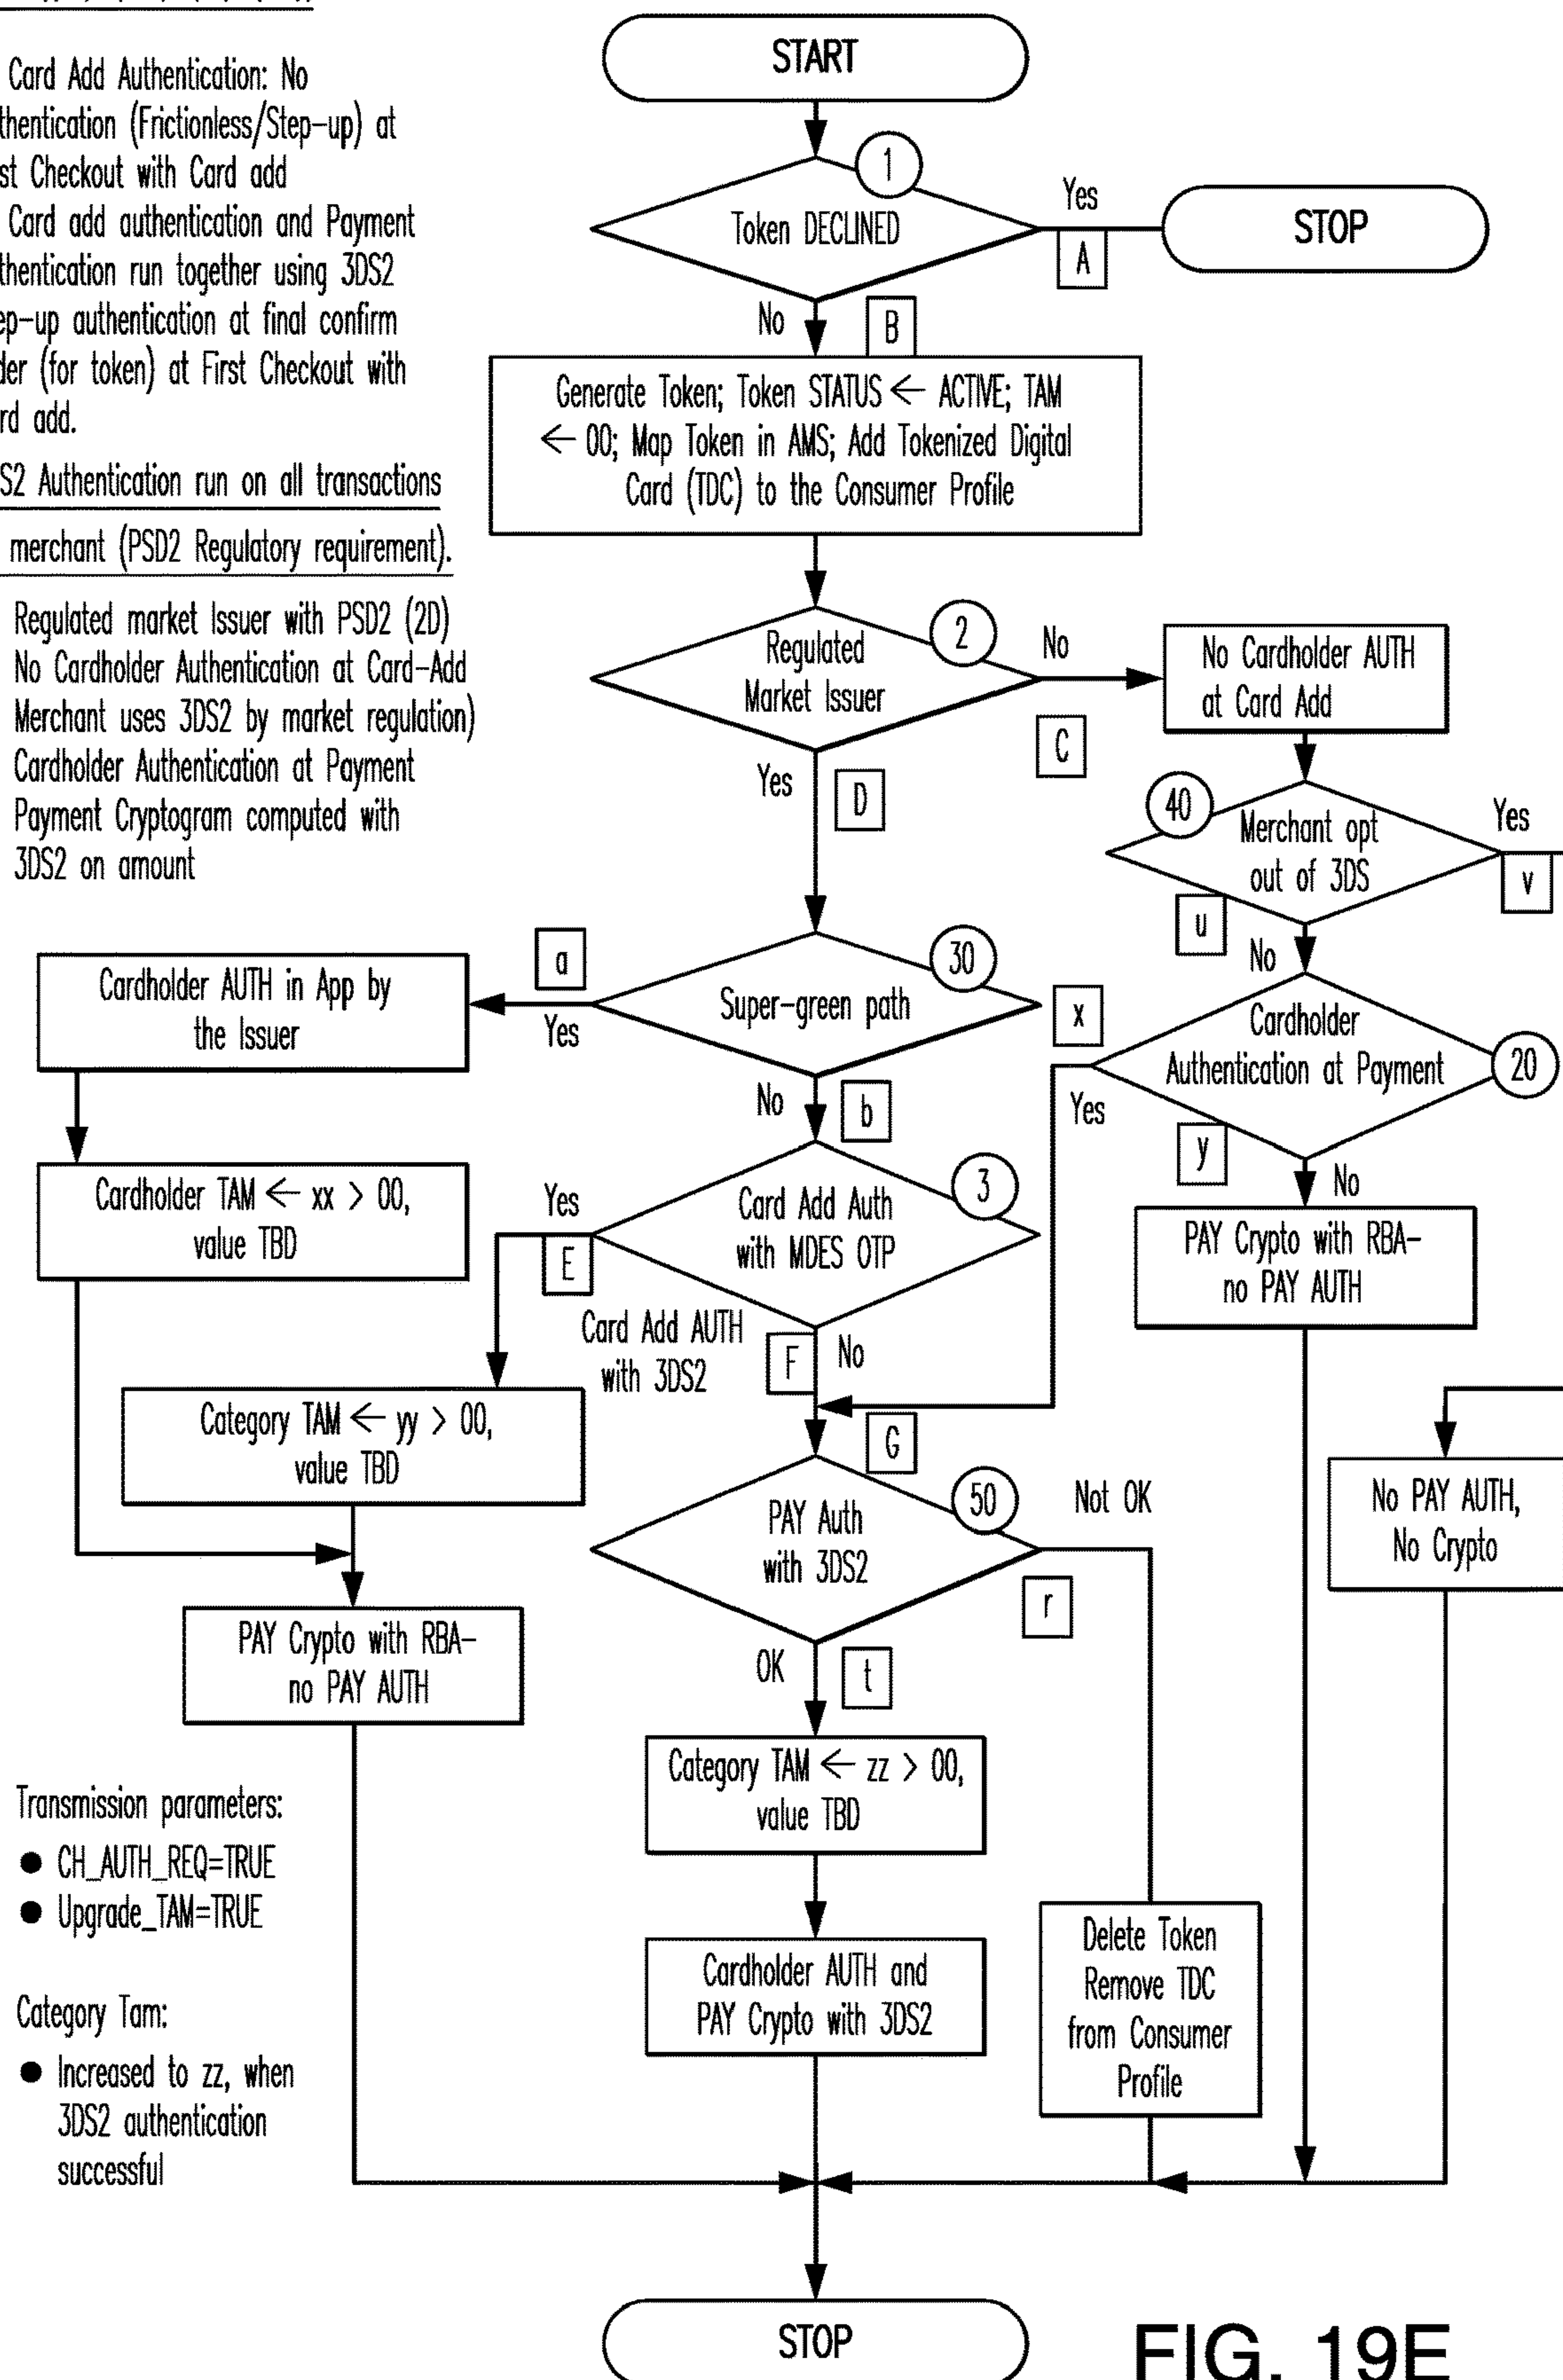 START
Card Add Authentication: No
thentication (Frictionless/Step-up) at
st Checkout with Card add
Card add authentication and Payment
thentication run together using 3DS2
ep-up authentication at final confirm
der (for token) at First Checkout with
rd add.
S2 Authentication run on all transactions
merchant (PSD2 Regulatory requirement).
Regulated market Issuer with PSD2 (2D)
No Cardholder Authentication at Card-Add
Merchant uses 3DS2 by market regulation)
Cardholder Authentication at Payment
Payment Cryptogram computed with
3DS2 on amount
1
Token DECLINED
Yes
A
STOP
No
B
Generate Token; Token STATUS ← ACTIVE; TAM
← 00; Map Token in AMS; Add Tokenized Digital
Card (TDC) to the Consumer Profile
2
Regulated
Market Issuer
No
C
No Cardholder AUTH
at Card Add
Yes
D
40
Merchant opt
out of 3DS
Yes
v
u
No
30
Super-green path
a
Yes
Cardholder AUTH in App by
the Issuer
x
Cardholder
Authentication at Payment
20
Yes
y
No
No
b
Cardholder TAM ← xx > 00,
value TBD
3
Card Add Auth
with MDES OTP
Yes
E
PAY Crypto with RBA-
no PAY AUTH
Card Add AUTH
with 3DS2
F
No
Category TAM ← yy > 00,
value TBD
G
50
PAY Auth
with 3DS2
Not OK
r
No PAY AUTH,
No Crypto
PAY Crypto with RBA-
no PAY AUTH
OK
t
Category TAM ← zz > 00,
value TBD
Transmission parameters:
● CH_AUTH_REQ=TRUE
● Upgrade_TAM=TRUE
Cardholder AUTH and
PAY Crypto with 3DS2
Delete Token
Remove TDC
from Consumer
Profile
Category Tam:
● Increased to zz, when
3DS2 authentication
successful
STOP
FIG. 19E